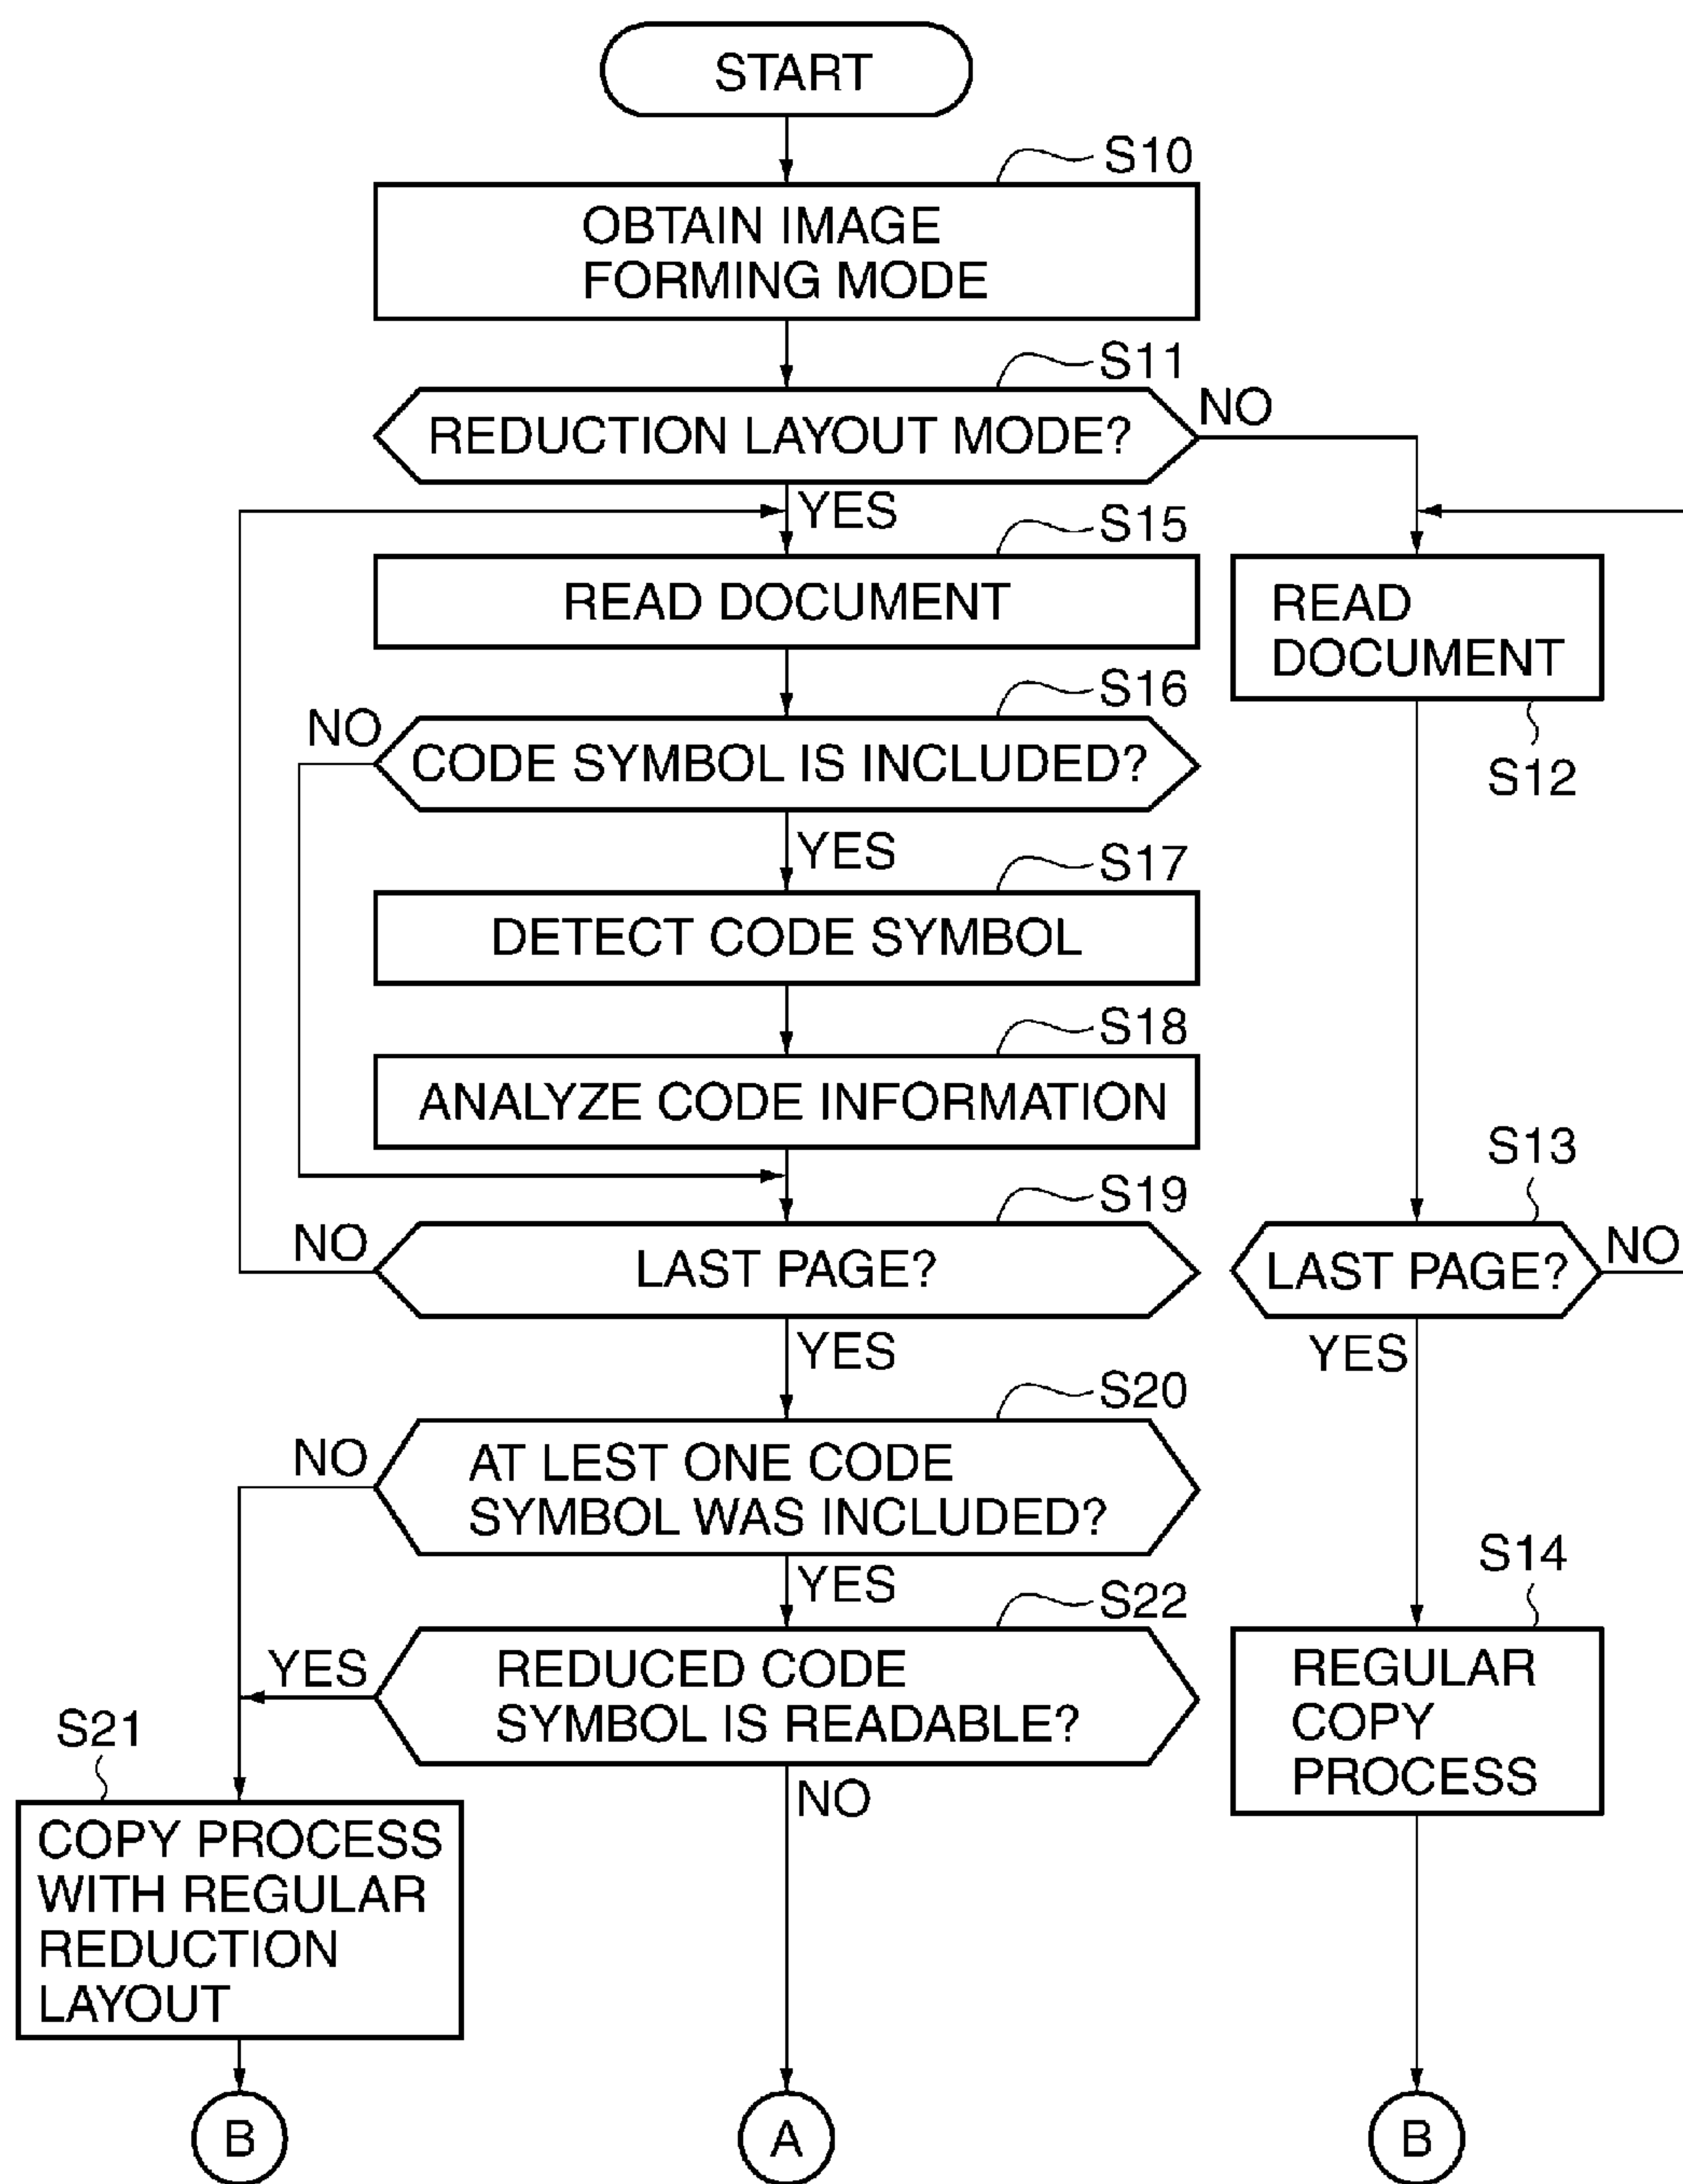 START
S10
OBTAIN IMAGE
FORMING MODE
S11
REDUCTION LAYOUT MODE?
NO
YES
S15
READ DOCUMENT
READ
DOCUMENT
S12
S16
NO
CODE SYMBOL IS INCLUDED?
YES
S17
DETECT CODE SYMBOL
S18
ANALYZE CODE INFORMATION
S19
NO
LAST PAGE?
YES
S13
LAST PAGE?
NO
YES
S20
NO
AT LEST ONE CODE
SYMBOL WAS INCLUDED?
YES
S22
YES
REDUCED CODE
SYMBOL IS READABLE?
NO
S14
REGULAR
COPY
PROCESS
S21
COPY PROCESS
WITH REGULAR
REDUCTION
LAYOUT
B
A
B